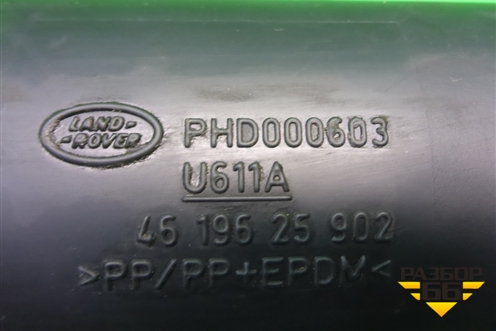 LAND-
-ROVER
PHD000603
U611A
46 196 25 902
>PP/PP+EPDM<
РАЗБОР
66